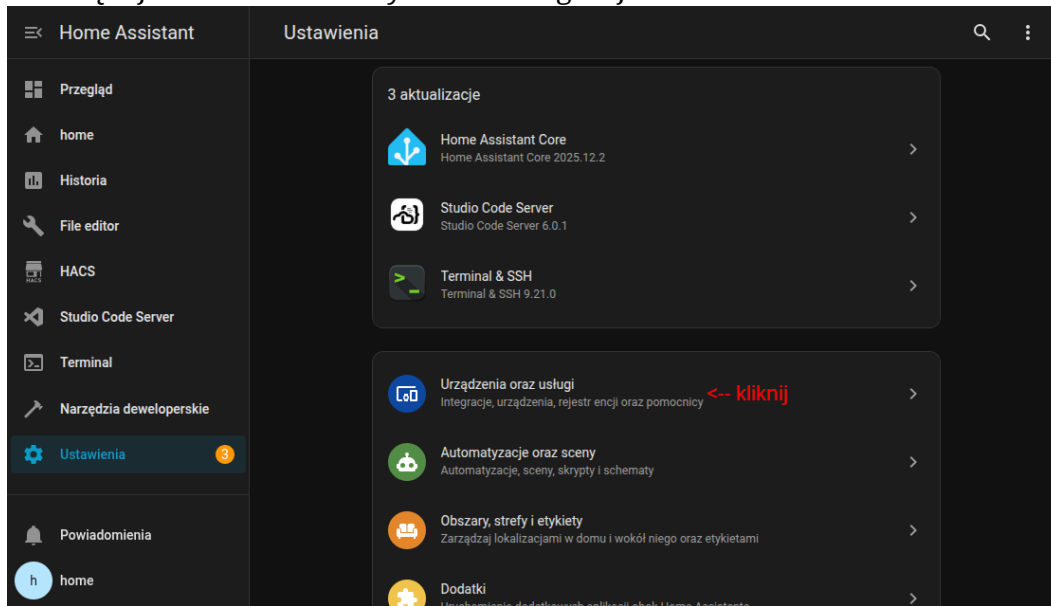 Home Assistant
Ustawienia
Przegląd
home
Historia
File editor
HACS
HACS
Studio Code Server
Terminal
Narzędzia deweloperskie
Ustawienia
3
Powiadomienia
h
home
3 aktualizacje
Home Assistant Core
Home Assistant Core 2025.12.2
Studio Code Server
Studio Code Server 6.0.1
Terminal & SSH
Terminal & SSH 9.21.0
Urządzenia oraz usługi
Integracje, urządzenia, rejestr encji oraz pomocnicy
<-- kliknij
Automatyzacje oraz sceny
Automatyzacje, sceny, skrypty i schematy
Obszary, strefy i etykiety
Zarządzaj lokalizacjami w domu i wokół niego oraz etykietami
Dodatki